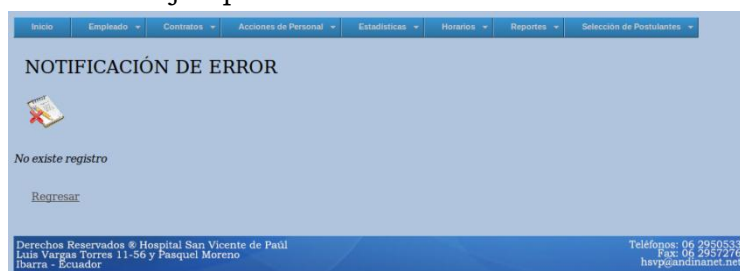 Inicio Empleado Contratos Acciones de Personal Estadísticas Horarios Reportes Selección de Postulantes
NOTIFICACIÓN DE ERROR
No existe registro
Regresar
Derechos Reservados ® Hospital San Vicente de Paúl
Luis Vargas Torres 11-56 y Pasquel Moreno
Ibarra - Ecuador
Teléfonos: 06 2950533
Fax: 06 2957276
hsvp@andinanet.net